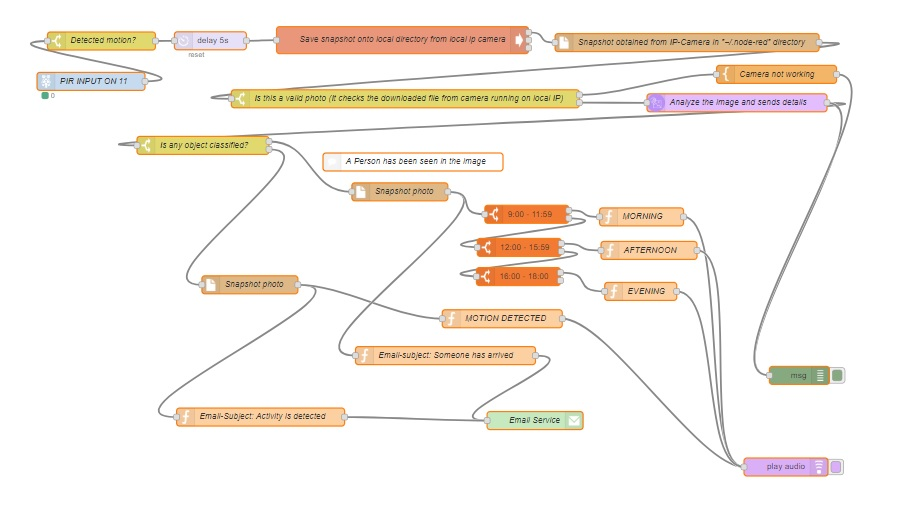 Detected motion?
delay 5s
reset
Save snapshot onto local directory from local ip camera
Snapshot obtained from IP-Camera in "~/.node-red" directory
PIR INPUT ON 11
0
Camera not working
Is this a valid photo (It checks the downloaded file from camera running on local IP)
Analyze the image and sends details
Is any object classified?
A Person has been seen in the image
Snapshot photo
9:00 - 11:59
MORNING
12:00 - 15:59
AFTERNOON
16:00 - 18:00
Snapshot photo
EVENING
MOTION DETECTED
Email-subject: Someone has arrived
msg
Email-Subject: Activity is detected
Email Service
play audio